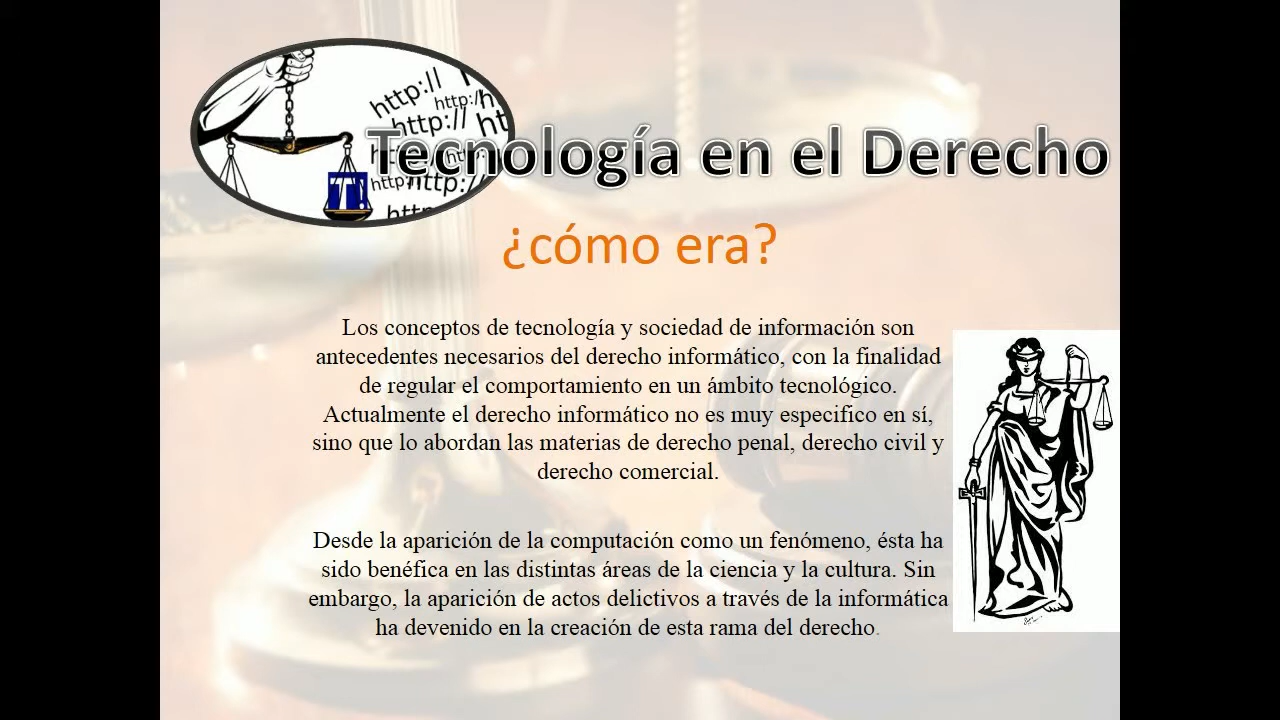 http://
http:/
http://
Tecnología en el Derecho
¿cómo era?
Los conceptos de tecnología y sociedad de información son
antecedentes necesarios del derecho informático, con la finalidad
de regular el comportamiento en un ámbito tecnológico.
Actualmente el derecho informático no es muy especifico en sí,
sino que lo abordan las materias de derecho penal, derecho civil y
derecho comercial.
Desde la aparición de la computación como un fenómeno, ésta ha
sido benéfica en las distintas áreas de la ciencia y la cultura. Sin
embargo, la aparición de actos delictivos a través de la informática
ha devenido en la creación de esta rama del derecho.